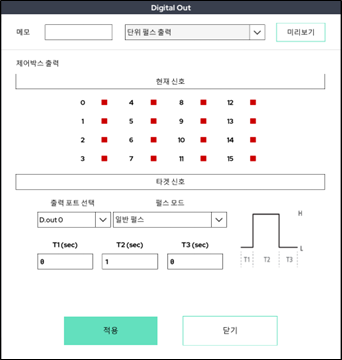 Digital Out
메모 단위 펄스 출력 미리보기
제어박스 출력
현재 신호
0 4 8 12
1 5 9 13
2 6 10 14
3 7 11 15
타겟 신호
출력 포트 선택 펄스 모드
D.out 0 일반 펄스
H
L
T1 (sec) T2 (sec) T3 (sec)
T1 T2 T3
0 1 0
적용 닫기